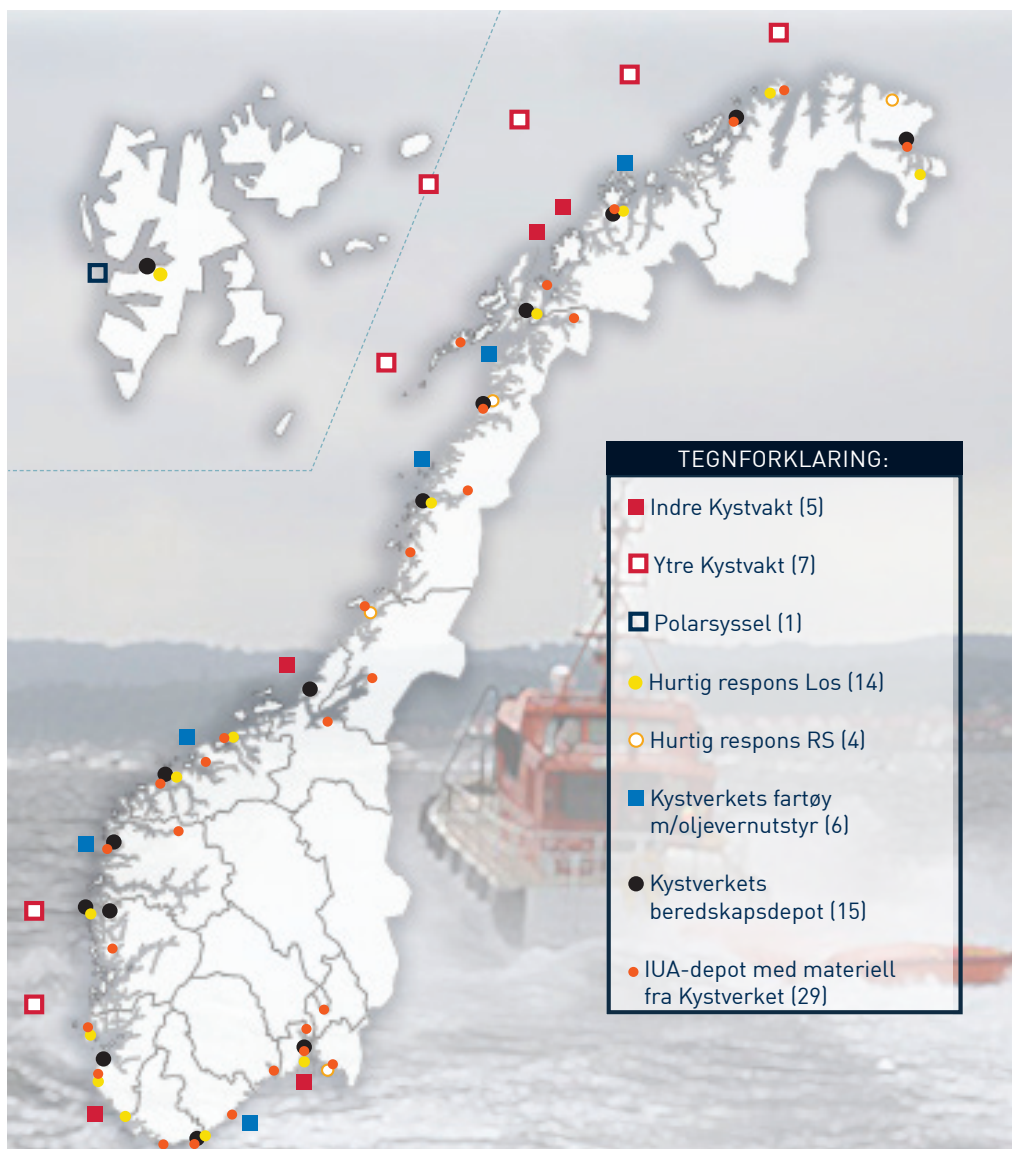 TEGNFORKLARING:
Indre Kystvakt (5)
Ytre Kystvakt (7)
Polarsyssel (1)
Hurtig respons Los (14)
Hurtig respons RS (4)
Kystverkets fartøy
m/oljevernutstyr (6)
Kystverkets
beredskapsdepot (15)
IUA-depot med materiell
fra Kystverket (29)